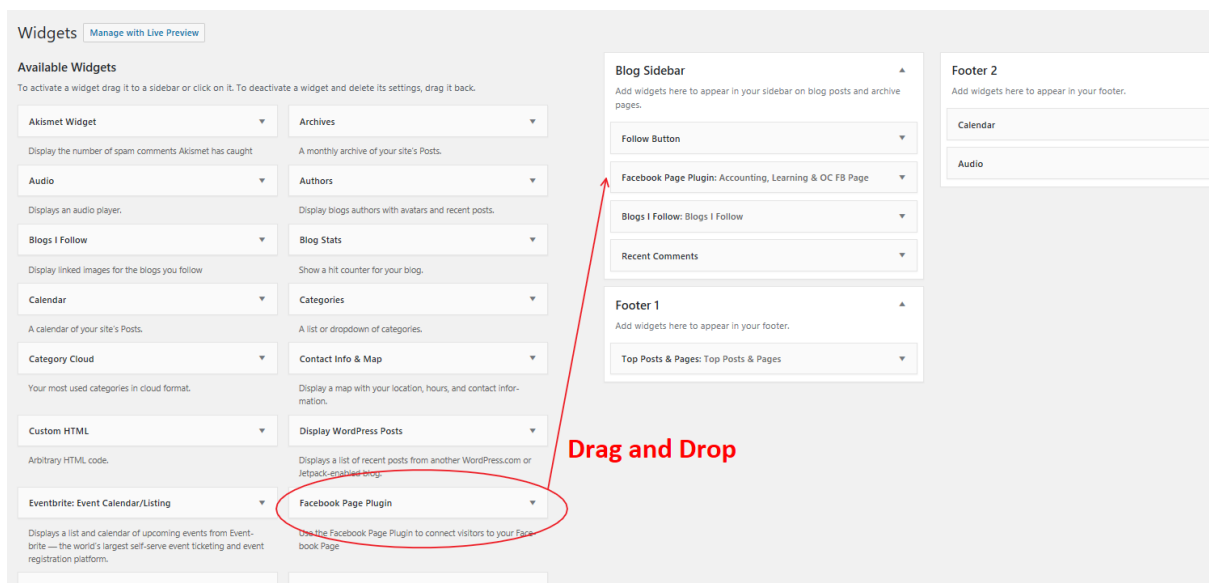 Widgets Manage with Live Preview
Available Widgets
To activate a widget drag it to a sidebar or click on it. To deactivate a widget and delete its settings, drag it back.
Akismet Widget
Display the number of spam comments Akismet has caught
Archives
A monthly archive of your site's Posts.
Audio
Displays an audio player.
Authors
Display blogs authors with avatars and recent posts.
Blogs I Follow
Display linked images for the blogs you follow
Blog Stats
Show a hit counter for your blog.
Calendar
A calendar of your site's Posts.
Categories
A list or dropdown of categories.
Category Cloud
Your most used categories in cloud format.
Contact Info & Map
Display a map with your location, hours, and contact infor-
mation.
Custom HTML
Arbitrary HTML code.
Display WordPress Posts
Displays a list of recent posts from another WordPress.com or
Jetpack-enabled blog.
Eventbrite: Event Calendar/Listing
Displays a list and calendar of upcoming events from Event-
brite — the world's largest self-serve event ticketing and event
registration platform.
Facebook Page Plugin
Use the Facebook Page Plugin to connect visitors to your Face-
book Page
Drag and Drop
Blog Sidebar
Add widgets here to appear in your sidebar on blog posts and archive
pages.
Follow Button
Facebook Page Plugin: Accounting, Learning & OC FB Page
Blogs I Follow: Blogs I Follow
Recent Comments
Footer 1
Add widgets here to appear in your footer.
Top Posts & Pages: Top Posts & Pages
Footer 2
Add widgets here to appear in your footer.
Calendar
Audio